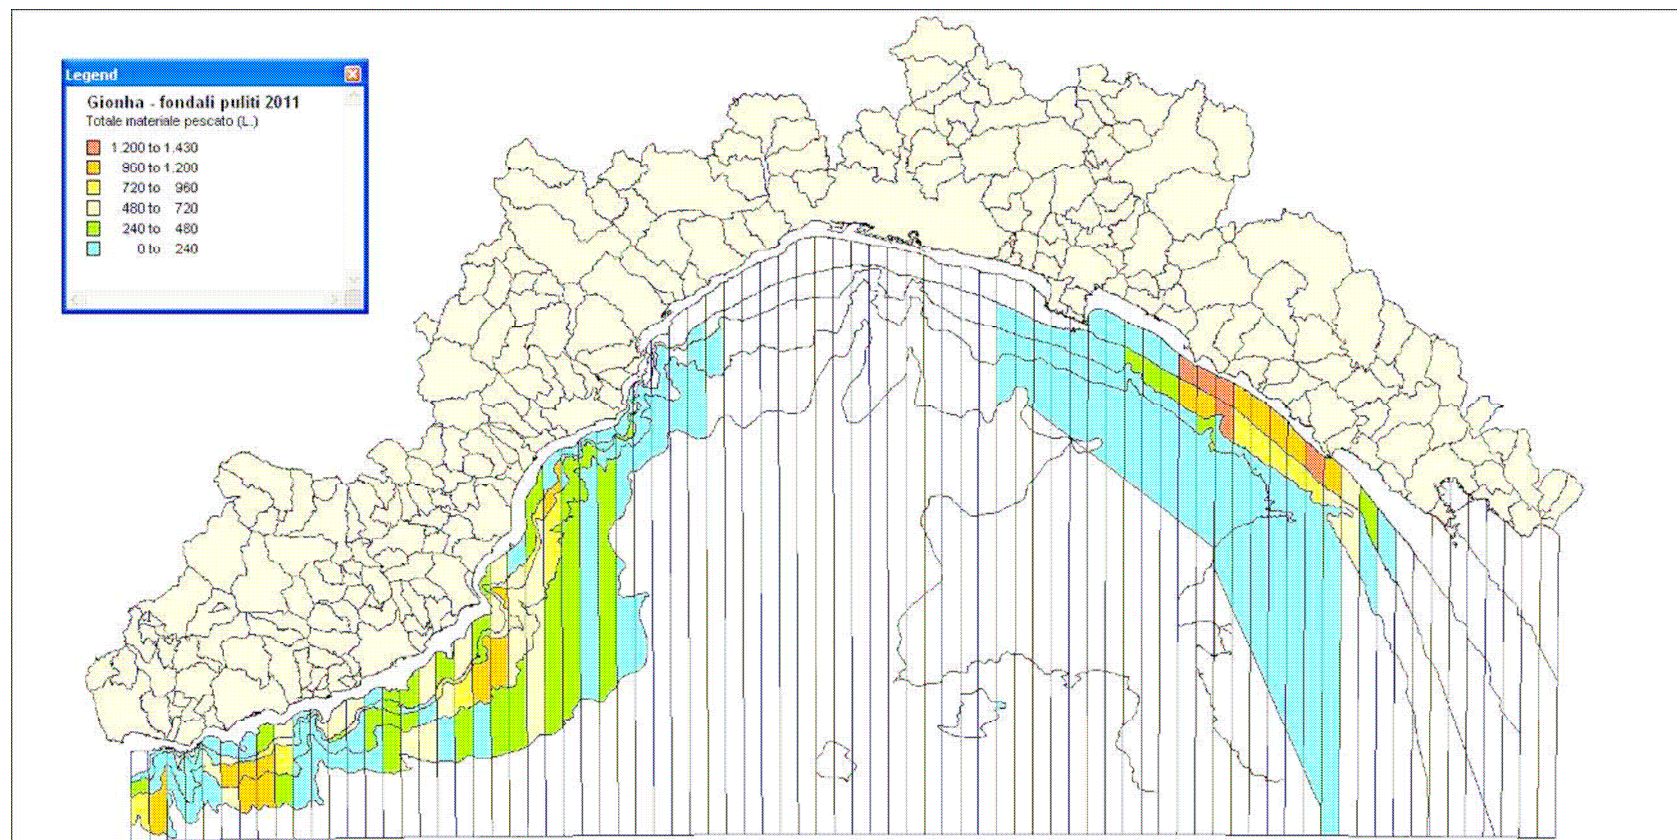 Legend
Gionha - fondali puliti 2011
Totale materiale pescato (L.)
1.200 to 1.430
960 to 1.200
720 to 960
480 to 720
240 to 480
0 to 240